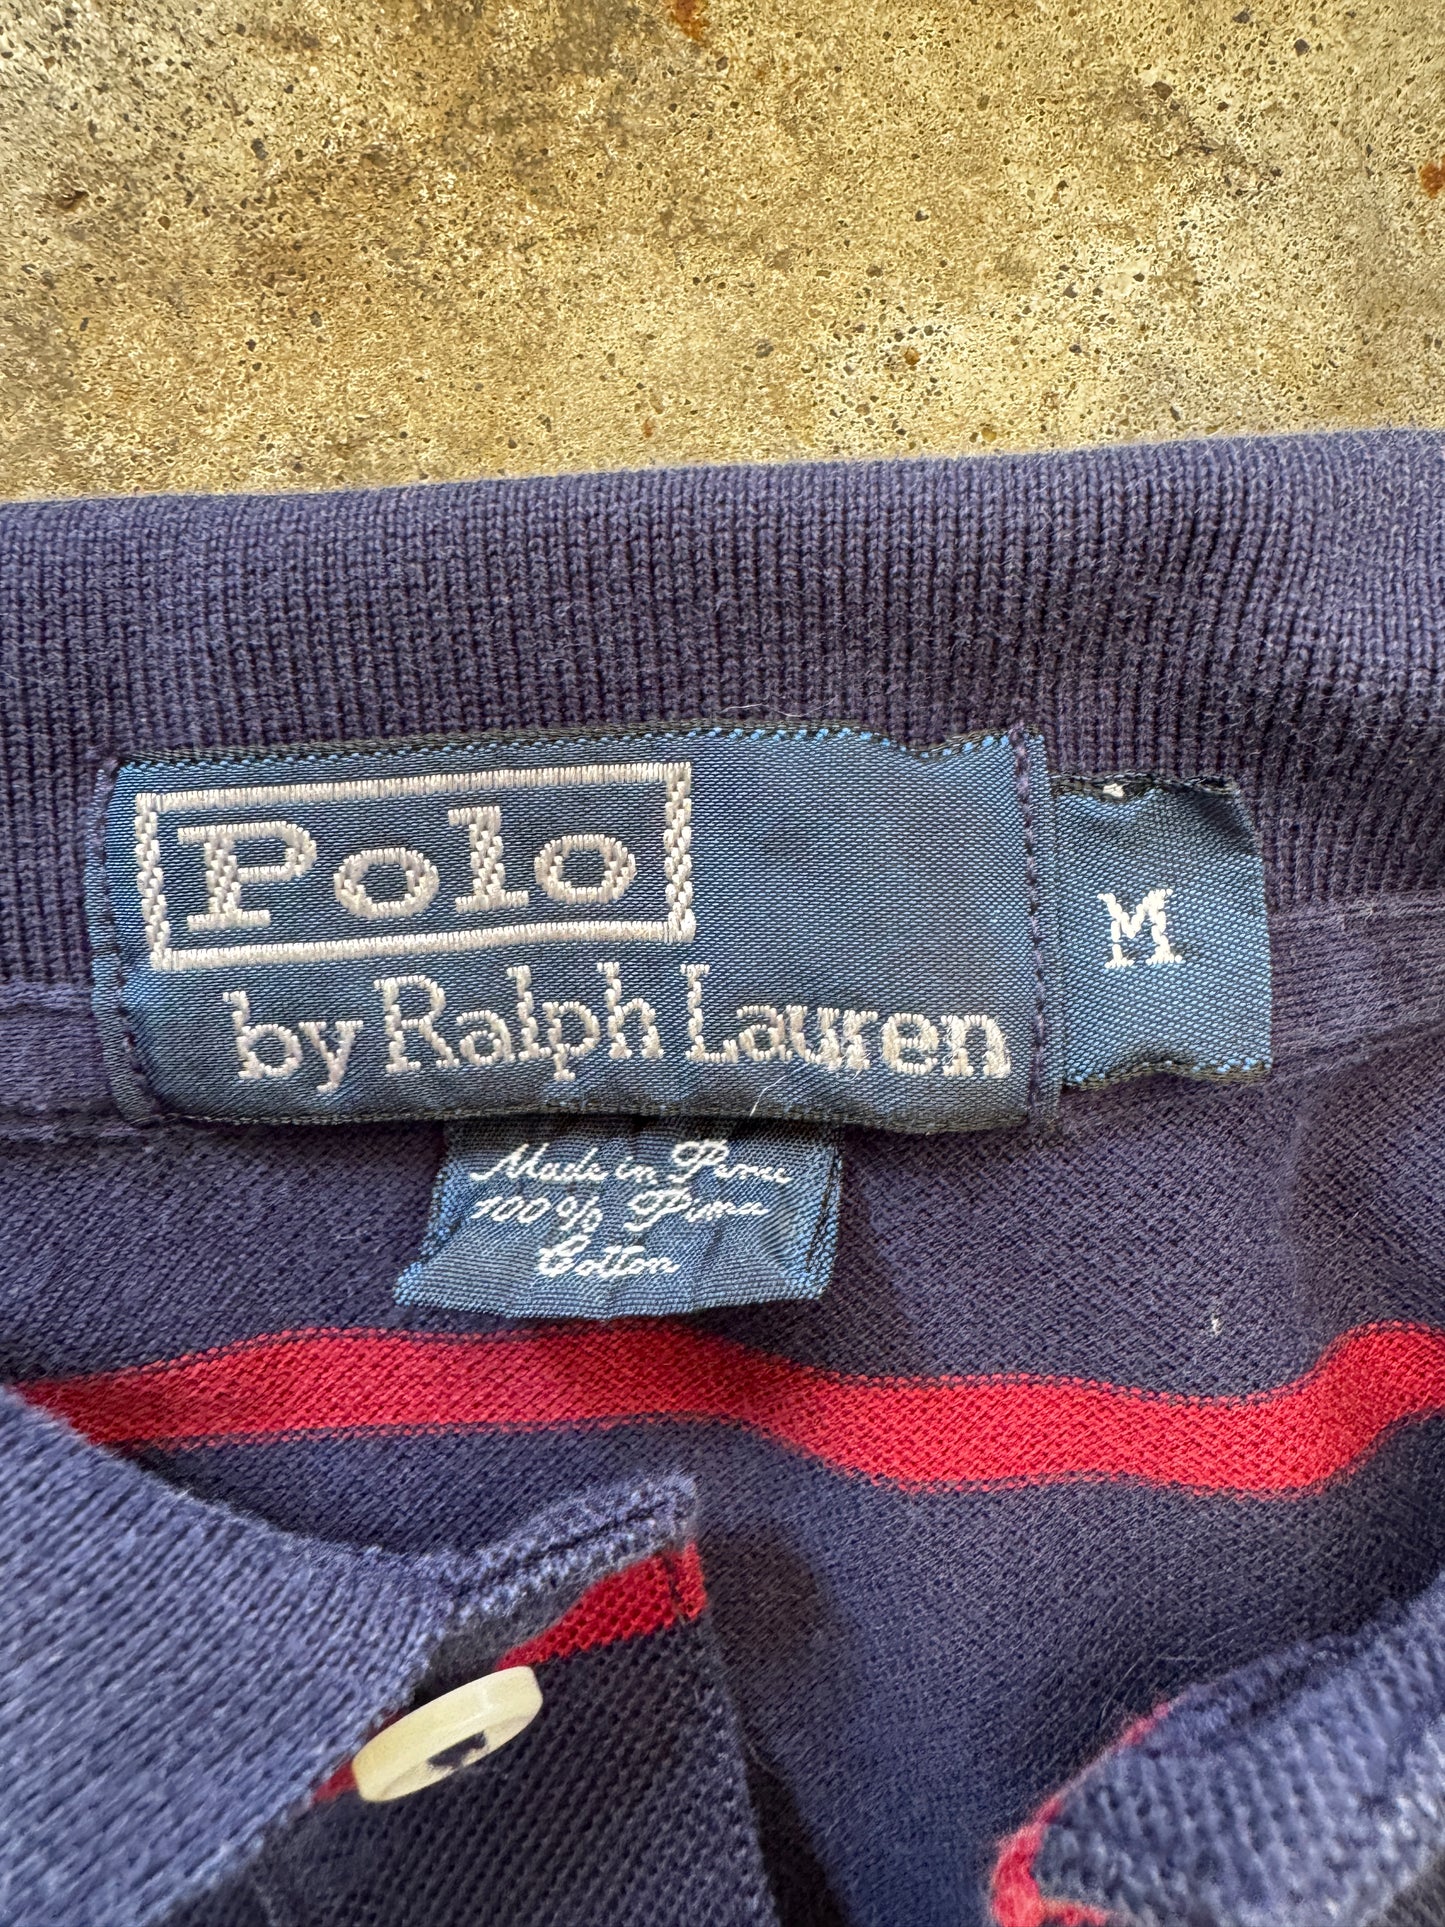 Polo
by Ralph Lauren
M
Made in Peru
100% Pima
Cotton